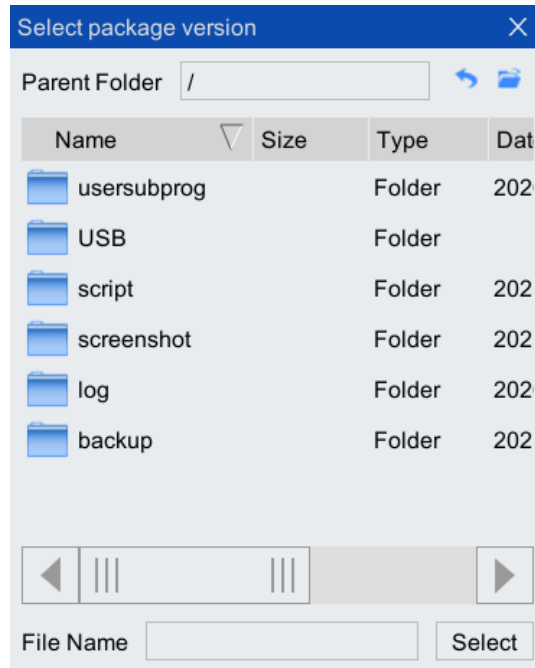 Select package version
Parent Folder /
Name Size Type Dat
usersubprog Folder 202
USB Folder
script Folder 202
screenshot Folder 202
log Folder 202
backup Folder 202
File Name Select